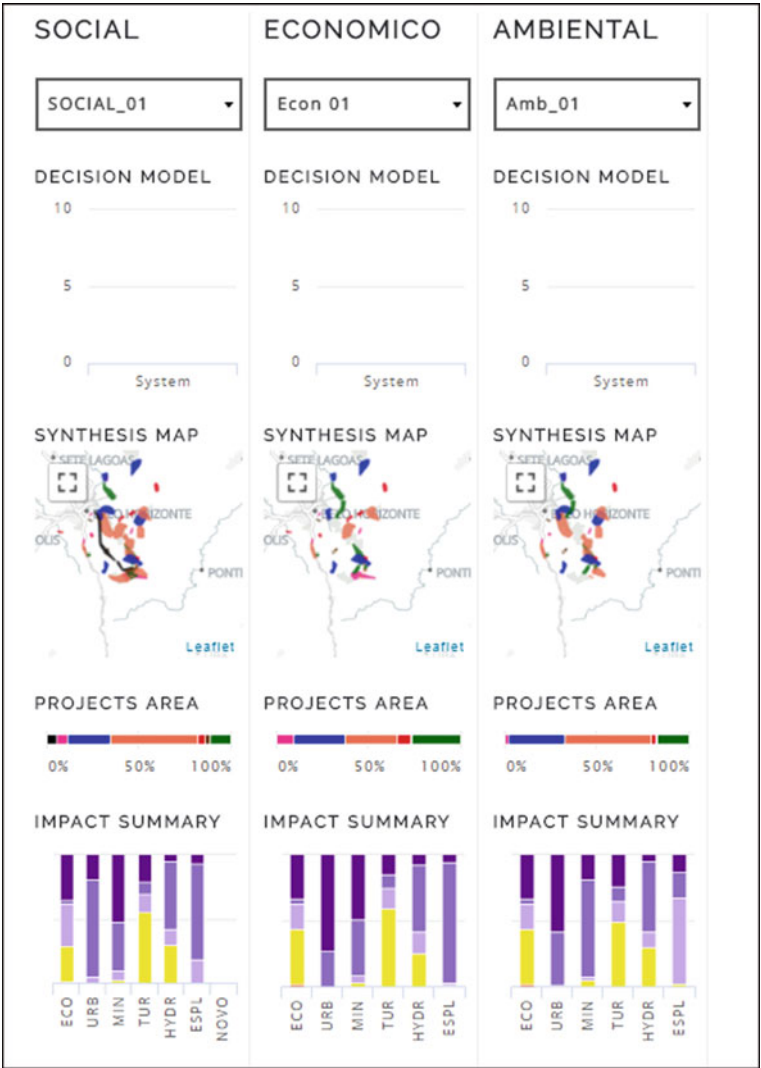 SOCIAL ECONOMICO AMBIENTAL
SOCIAL_01 Econ 01 Amb_01
DECISION MODEL DECISION MODEL DECISION MODEL
10 10 10
5 5 5
0 0 0
System System System
SYNTHESIS MAP SYNTHESIS MAP SYNTHESIS MAP
SETE LAGOAS SETE LAGOAS SETE LAGOAS
HORIZONTE HORIZONTE HORIZONTE
OLIS OLIS OLIS
PONTI PONTI PONTI
Leaflet Leaflet Leaflet
PROJECTS AREA PROJECTS AREA PROJECTS AREA
0% 50% 100% 0% 50% 100% 0% 50% 100%
IMPACT SUMMARY IMPACT SUMMARY IMPACT SUMMARY
ECO URB MIN TUR HYDR ESPL NOVO ECO URB MIN TUR HYDR ESPL ECO URB MIN TUR HYDR ESPL